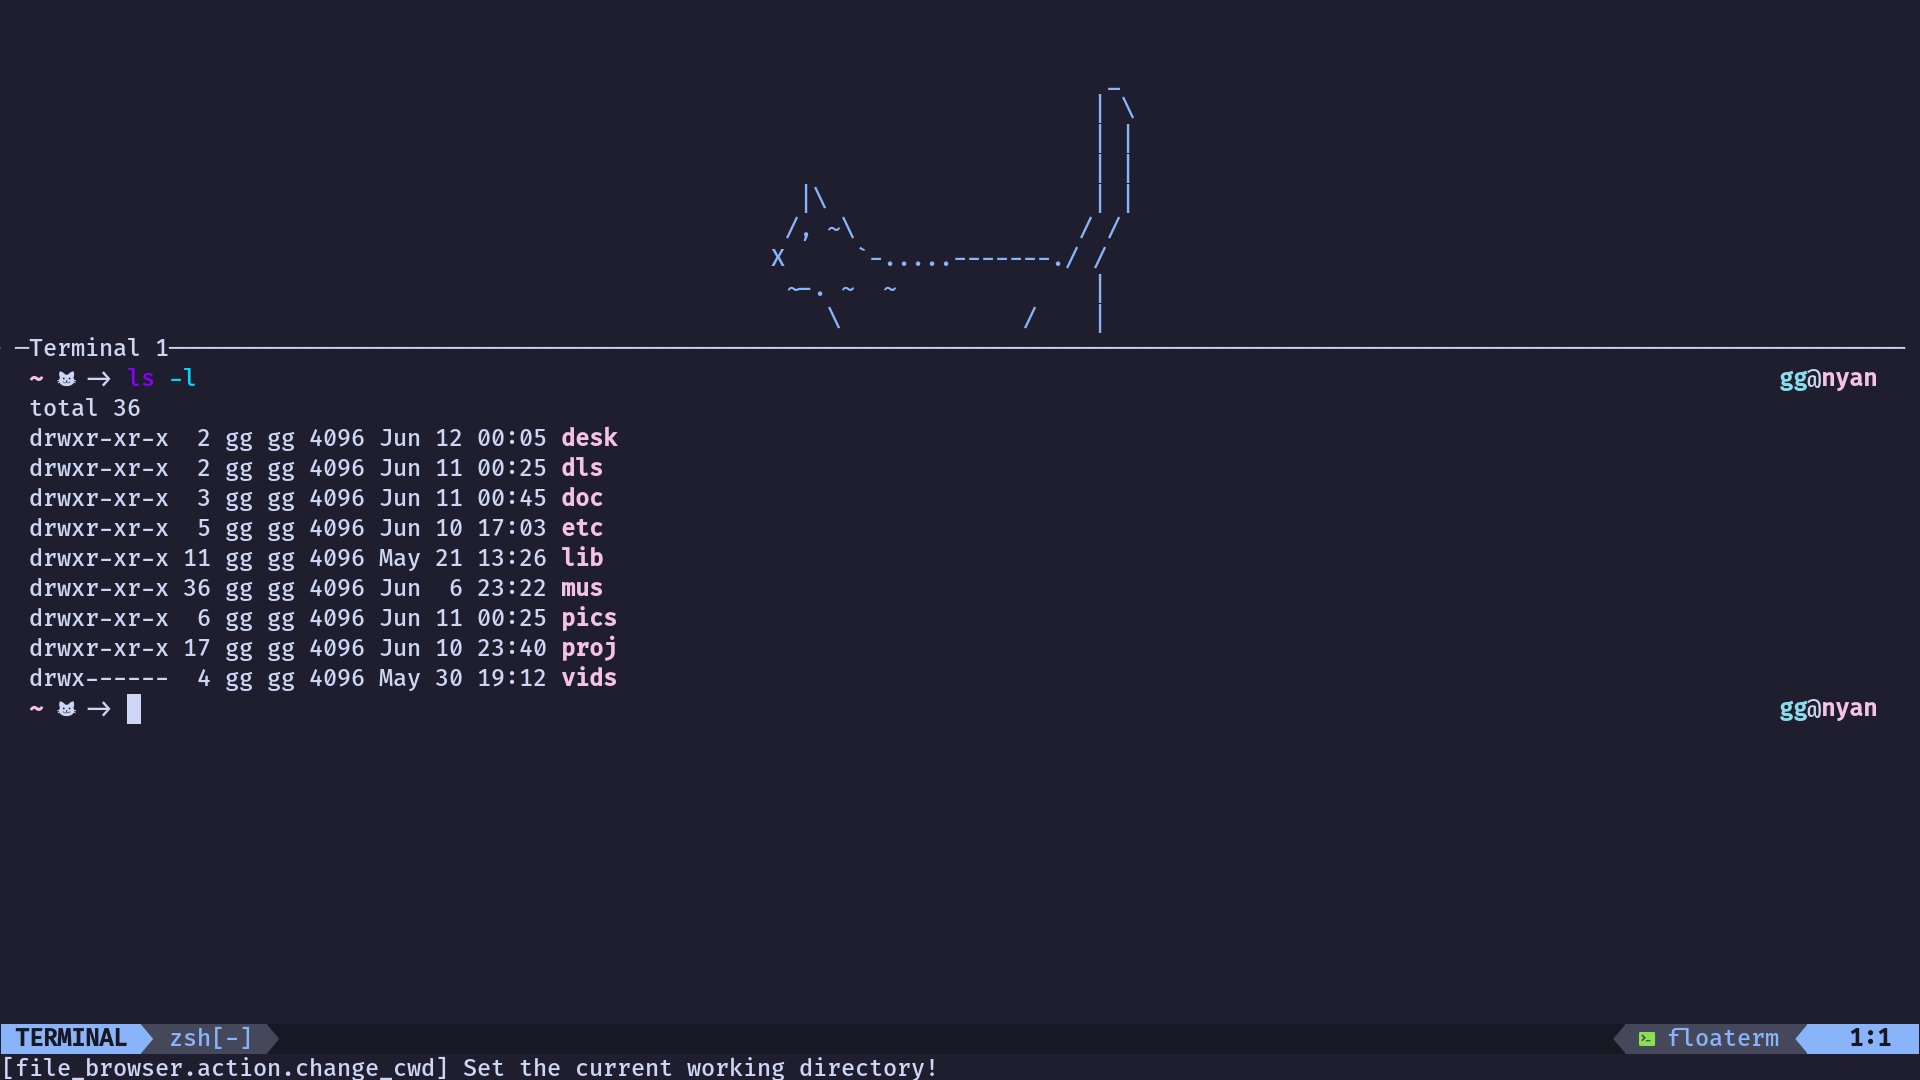 _
                      | \
                      | |
                      | |
 |\                   | |
/, ~\                / /
X     `-.....-------./ /
~-. ~  ~              |
   \             /    |
Terminal 1
~ → ls -l gg@nyan
total 36
drwxr-xr-x  2 gg gg 4096 Jun 12 00:05 desk
drwxr-xr-x  2 gg gg 4096 Jun 11 00:25 dls
drwxr-xr-x  3 gg gg 4096 Jun 11 00:45 doc
drwxr-xr-x  5 gg gg 4096 Jun 10 17:03 etc
drwxr-xr-x 11 gg gg 4096 May 21 13:26 lib
drwxr-xr-x 36 gg gg 4096 Jun  6 23:22 mus
drwxr-xr-x  6 gg gg 4096 Jun 11 00:25 pics
drwxr-xr-x 17 gg gg 4096 Jun 10 23:40 proj
drwx------  4 gg gg 4096 May 30 19:12 vids
~ → gg@nyan
TERMINAL zsh[-] floaterm 1:1
[file_browser.action.change_cwd] Set the current working directory!